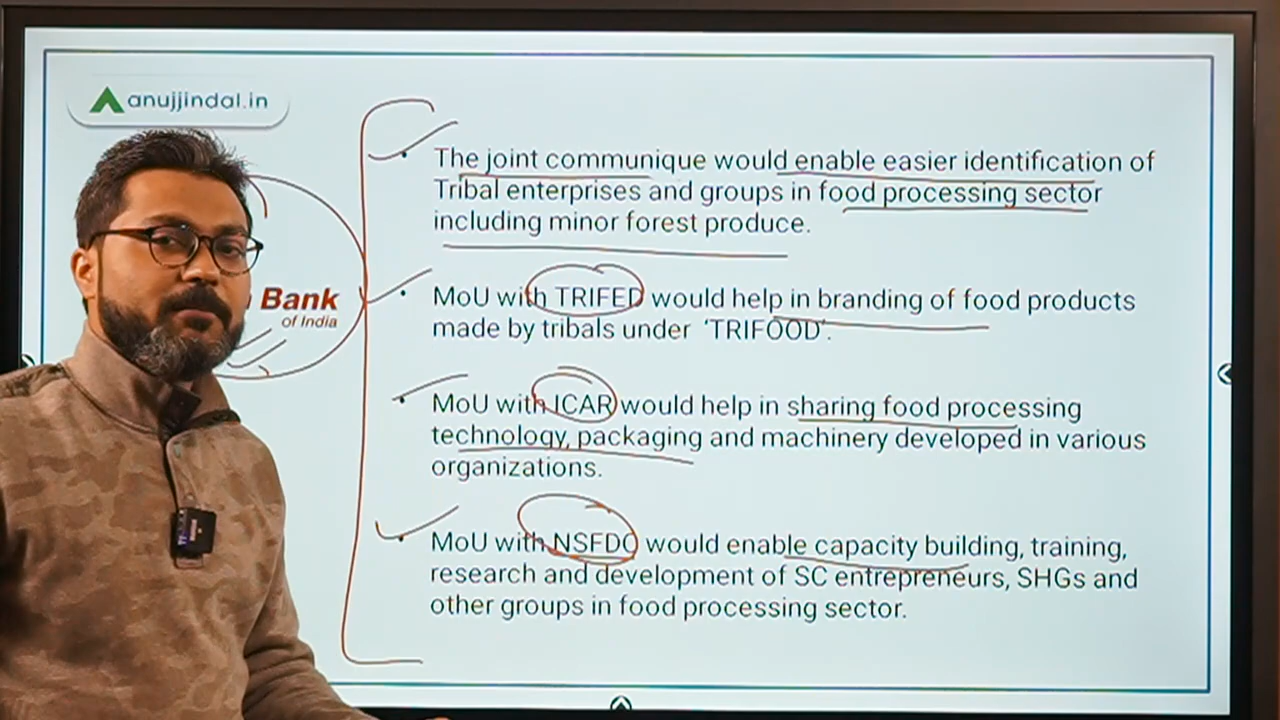 anujjindal.in
Bank
of India
• The joint communique would enable easier identification of
Tribal enterprises and groups in food processing sector
including minor forest produce.
• MoU with TRIFED would help in branding of food products
made by tribals under ‘TRIFOOD’.
• MoU with ICAR would help in sharing food processing
technology, packaging and machinery developed in various
organizations.
• MoU with NSFDC would enable capacity building, training,
research and development of SC entrepreneurs, SHGs and
other groups in food processing sector.